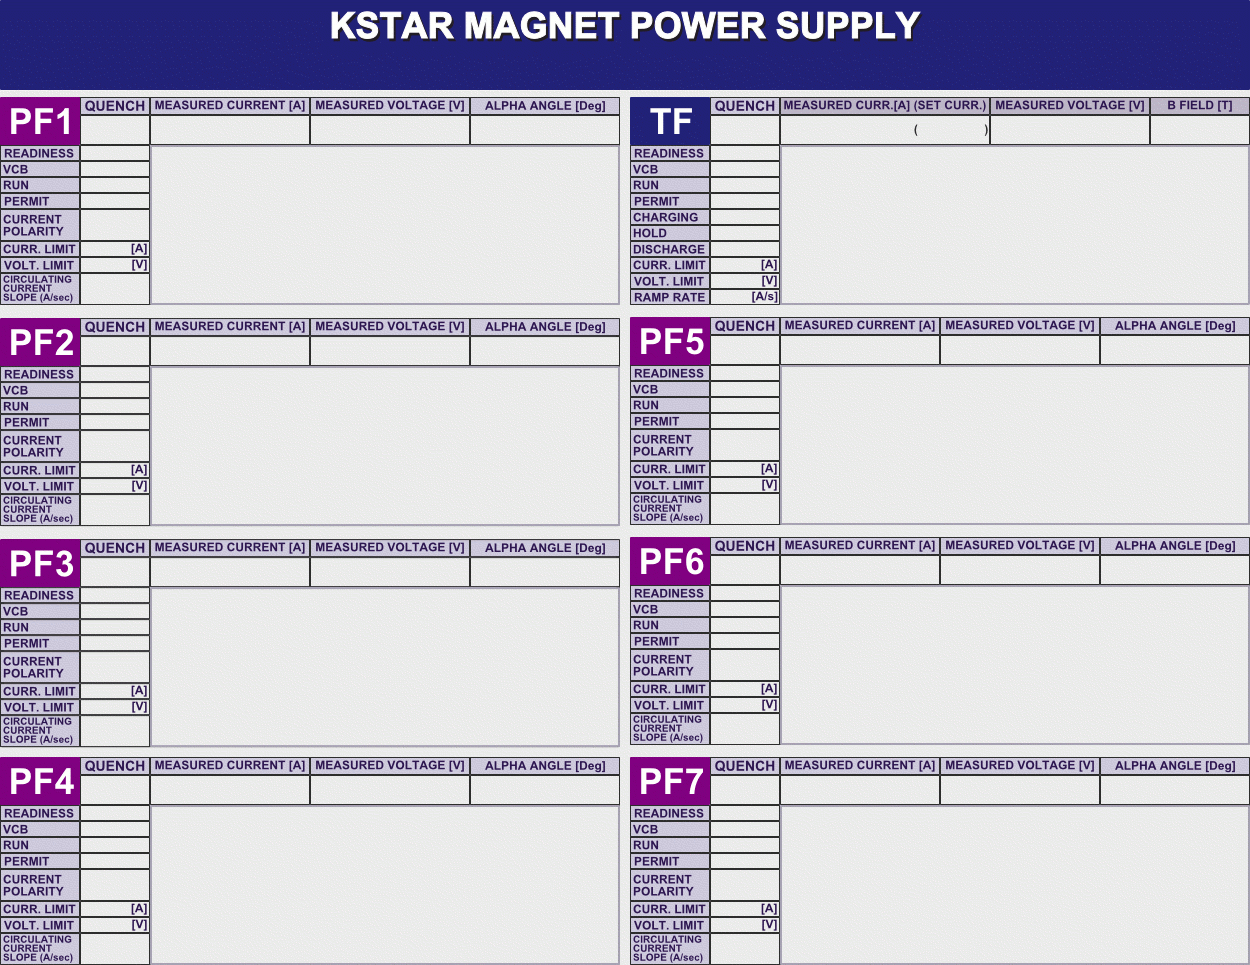 KSTAR MAGNET POWER SUPPLY
PF1
QUENCH
MEASURED CURRENT [A]
MEASURED VOLTAGE [V]
ALPHA ANGLE [Deg]
READINESS
VCB
RUN
PERMIT
CURRENT
POLARITY
CURR. LIMIT [A]
VOLT. LIMIT [V]
CIRCULATING
CURRENT
SLOPE (A/sec)
TF
QUENCH
MEASURED CURR.[A] (SET CURR.)
MEASURED VOLTAGE [V]
B FIELD [T]
( )
READINESS
VCB
RUN
PERMIT
CHARGING
HOLD
DISCHARGE
CURR. LIMIT [A]
VOLT. LIMIT [V]
RAMP RATE [A/s]
PF2
QUENCH
MEASURED CURRENT [A]
MEASURED VOLTAGE [V]
ALPHA ANGLE [Deg]
READINESS
VCB
RUN
PERMIT
CURRENT
POLARITY
CURR. LIMIT [A]
VOLT. LIMIT [V]
CIRCULATING
CURRENT
SLOPE (A/sec)
PF5
QUENCH
MEASURED CURRENT [A]
MEASURED VOLTAGE [V]
ALPHA ANGLE [Deg]
READINESS
VCB
RUN
PERMIT
CURRENT
POLARITY
CURR. LIMIT [A]
VOLT. LIMIT [V]
CIRCULATING
CURRENT
SLOPE (A/sec)
PF3
QUENCH
MEASURED CURRENT [A]
MEASURED VOLTAGE [V]
ALPHA ANGLE [Deg]
READINESS
VCB
RUN
PERMIT
CURRENT
POLARITY
CURR. LIMIT [A]
VOLT. LIMIT [V]
CIRCULATING
CURRENT
SLOPE (A/sec)
PF6
QUENCH
MEASURED CURRENT [A]
MEASURED VOLTAGE [V]
ALPHA ANGLE [Deg]
READINESS
VCB
RUN
PERMIT
CURRENT
POLARITY
CURR. LIMIT [A]
VOLT. LIMIT [V]
CIRCULATING
CURRENT
SLOPE (A/sec)
PF4
QUENCH
MEASURED CURRENT [A]
MEASURED VOLTAGE [V]
ALPHA ANGLE [Deg]
READINESS
VCB
RUN
PERMIT
CURRENT
POLARITY
CURR. LIMIT [A]
VOLT. LIMIT [V]
CIRCULATING
CURRENT
SLOPE (A/sec)
PF7
QUENCH
MEASURED CURRENT [A]
MEASURED VOLTAGE [V]
ALPHA ANGLE [Deg]
READINESS
VCB
RUN
PERMIT
CURRENT
POLARITY
CURR. LIMIT [A]
VOLT. LIMIT [V]
CIRCULATING
CURRENT
SLOPE (A/sec)